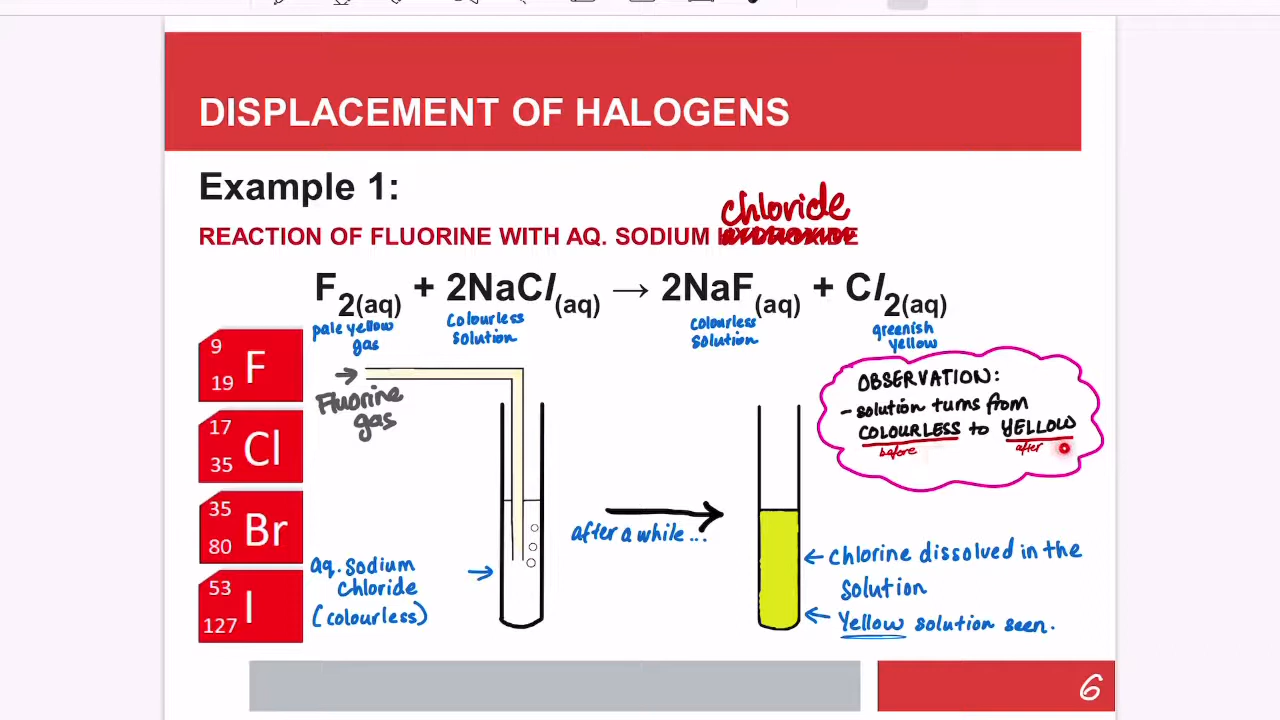 DISPLACEMENT OF HALOGENS
Example 1:
chloride
REACTION OF FLUORINE WITH AQ. SODIUM
F2(aq) + 2NaCl(aq) → 2NaF(aq) + Cl2(aq)
pale yellow gas
Colourless solution
colourless solution
greenish yellow
9
19
F
17
35
Cl
35
80
Br
53
127
I
→
Fluorine
gas
OBSERVATION:
- solution turns from
COLOURLESS to YELLOW
before after
after a while...
aq. sodium
chloride
(colourless)
← chlorine dissolved in the
solution
← Yellow solution seen.
6